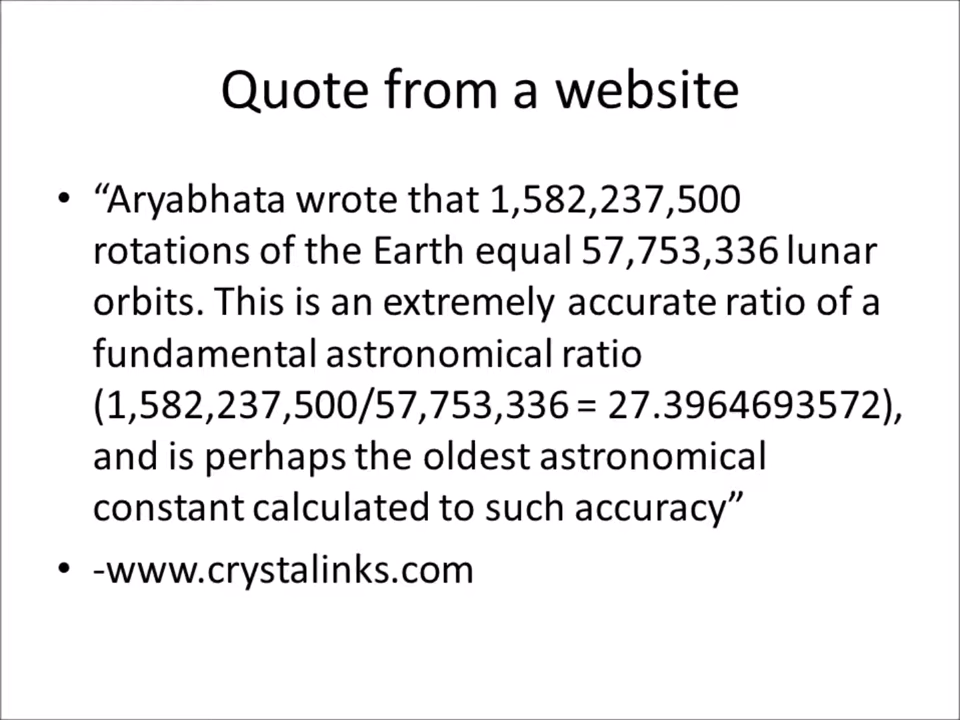 Quote from a website
• “Aryabhata wrote that 1,582,237,500
rotations of the Earth equal 57,753,336 lunar
orbits. This is an extremely accurate ratio of a
fundamental astronomical ratio
(1,582,237,500/57,753,336 = 27.3964693572),
and is perhaps the oldest astronomical
constant calculated to such accuracy”
• -www.crystalinks.com